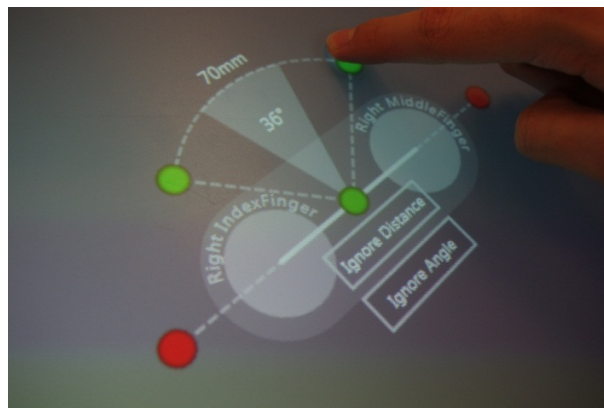 70mm
36°
Right MiddleFinger
Right IndexFinger
Ignore Distance
Ignore Angle